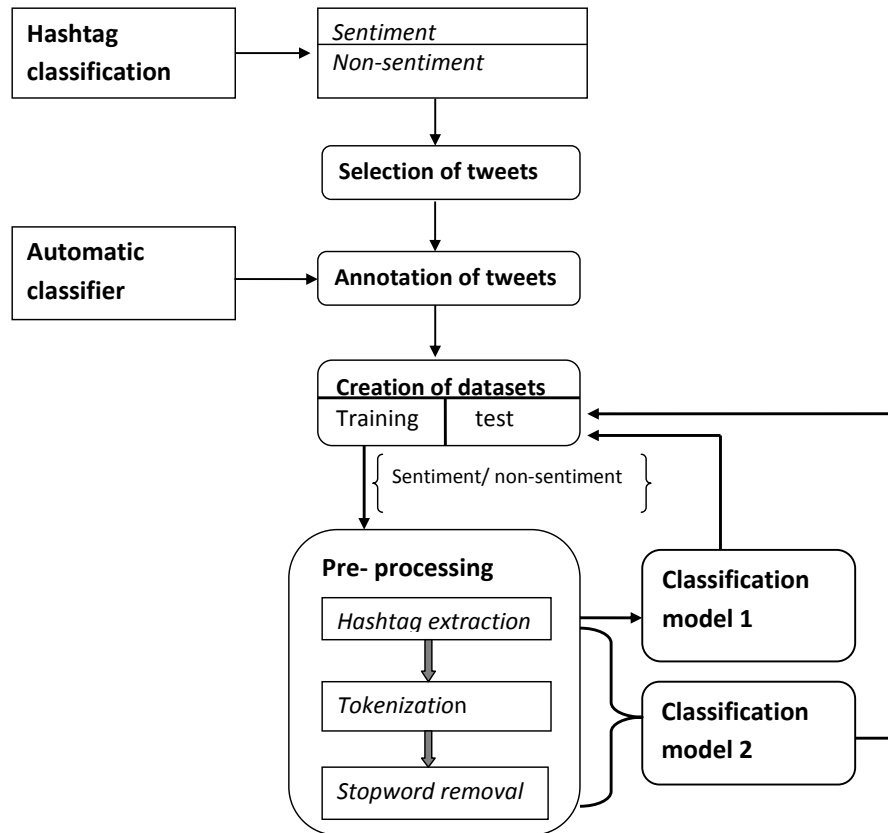 Hashtag
classification
Sentiment
Non-sentiment
Selection of tweets
Automatic
classifier
Annotation of tweets
Creation of datasets
Training
test
Sentiment/ non-sentiment
Pre- processing
Hashtag extraction
Tokenization
Stopword removal
Classification
model 1
Classification
model 2